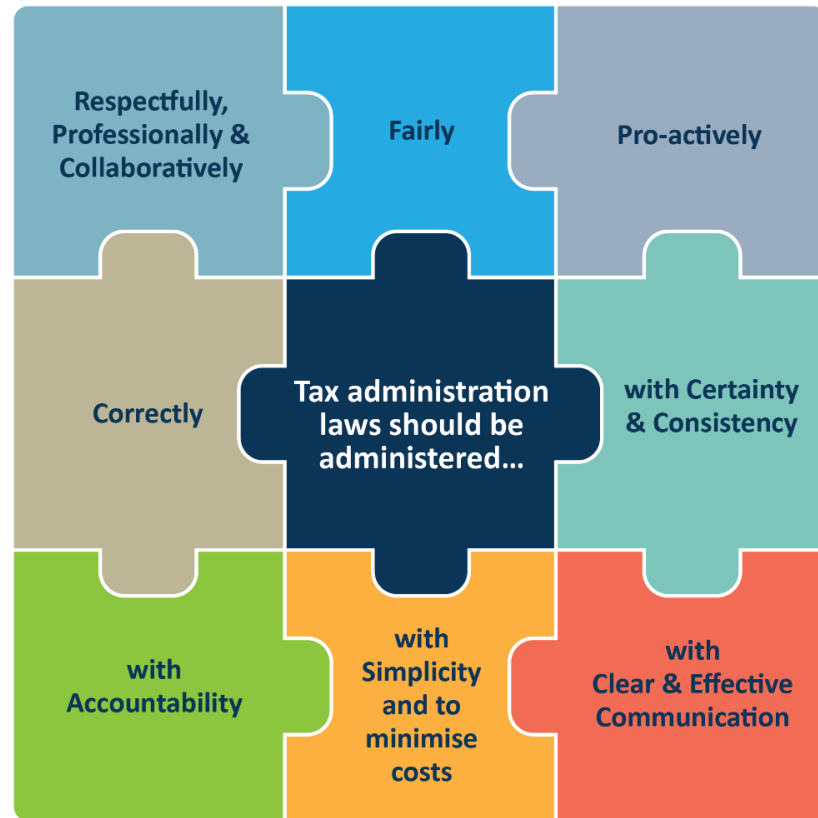 Respectfully,
Professionally &
Collaboratively
Fairly
Pro-actively
Correctly
Tax administration
laws should be
administered...
with Certainty
& Consistency
with
Accountability
with
Simplicity
and to
minimise
costs
with
Clear & Effective
Communication